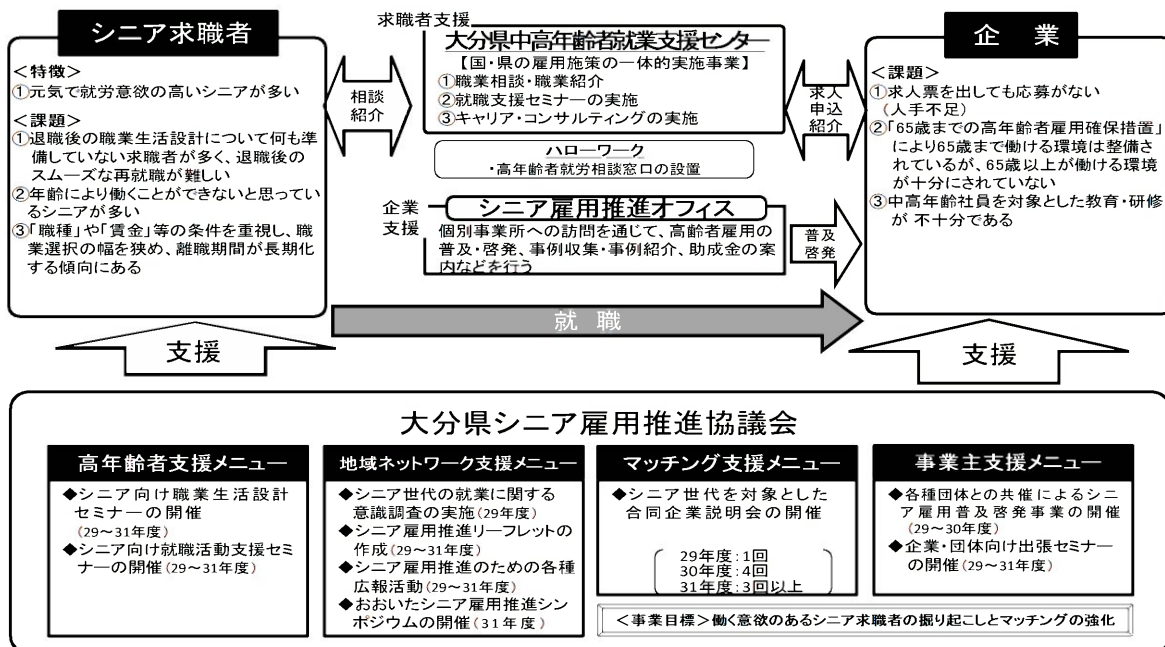 シニア求職者
<特徴>
①元気で就労意欲の高いシニアが多い
<課題>
①退職後の職業生活設計について何も準
備していない求職者が多く、退職後の
スムーズな再就職が難しい
②年齢により働くことができないと思ってい
るシニアが多い
③「職種」や「賃金」等の条件を重視し、職
業選択の幅を狭め、離職期間が長期化
する傾向にある
相談
紹介
求職者支援
大分県中高年齢者就業支援センター
【国・県の雇用施策の一体的実施事業】
①職業相談・職業紹介
②就職支援セミナーの実施
③キャリア・コンサルティングの実施
ハローワーク
・高年齢者就労相談窓口の設置
企業
支援
シニア雇用推進オフィス
個別事業所への訪問を通じて、高齢者雇用の
普及・啓発、事例収集・事例紹介、助成金の案
内などを行う
求人
申込
紹介
普及
啓発
企 業
<課題>
①求人票を出しても応募がない
（人手不足）
②「65歳までの高年齢者雇用確保措置」
により65歳まで働ける環境は整備さ
れているが、65歳以上が働ける環境
が十分にされていない
③中高年齢社員を対象とした教育・研修
が 不十分である
就 職
支援
支援
大分県シニア雇用推進協議会
高年齢者支援メニュー
◆シニア向け職業生活設計
セミナーの開催
(29～31年度)
◆シニア向け就職活動支援セミ
ナーの開催(29～31年度)
地域ネットワーク支援メニュー
◆シニア世代の就業に関する
意識調査の実施(29年度)
◆シニア雇用推進リーフレットの
作成(29～31年度)
◆シニア雇用推進のための各種
広報活動(29～31年度)
◆おおいたシニア雇用推進シン
ポジウムの開催(31年度)
マッチング支援メニュー
◆シニア世代を対象とした
合同企業説明会の開催
29年度:1回
30年度:4回
31年度:3回以上
事業主支援メニュー
◆各種団体との共催によるシニ
ア雇用普及啓発事業の開催
(29～30年度)
◆企業・団体向け出張セミナー
の開催(29～31年度)
<事業目標>働く意欲のあるシニア求職者の掘り起こしとマッチングの強化